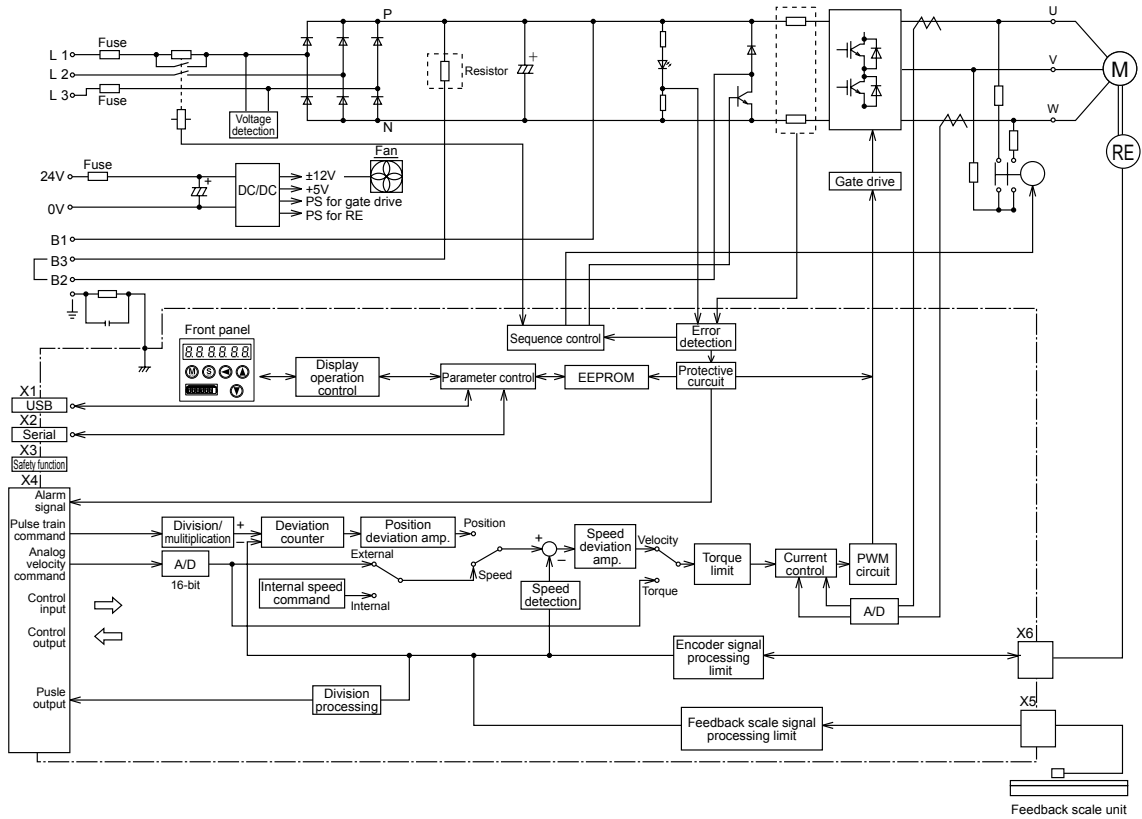 P
U
L 1
Fuse
L 2
L 3
Fuse
Resistor
V
M
Voltage
detection
N
W
RE
Fuse
24V
0V
DC/DC
±12V
+5V
PS for gate drive
PS for RE
Fan
Gate drive
B1
B3
B2
Front panel
8.8.8.8.8.8.
M
S
Sequence control
Error
detection
Display
operation
control
Parameter control
EEPROM
Protective
curcuit
X1
USB
X2
Serial
X3
Safety function
X4
Alarm
signal
Pulse train
command
Analog
velocity
command
Control
input
Control
output
Pusle
output
Division/
mulitiplication
+
−
Deviation
counter
Position
deviation amp.
Position
A/D
16-bit
External
Internal speed
command
Internal
Speed
+
−
Speed
deviation
amp.
Speed
detection
Velocity
Torque
Torque
limit
Current
control
PWM
circuit
A/D
Encoder signal
processing
limit
X6
Division
processing
Feedback scale signal
processing limit
X5
Feedback scale unit